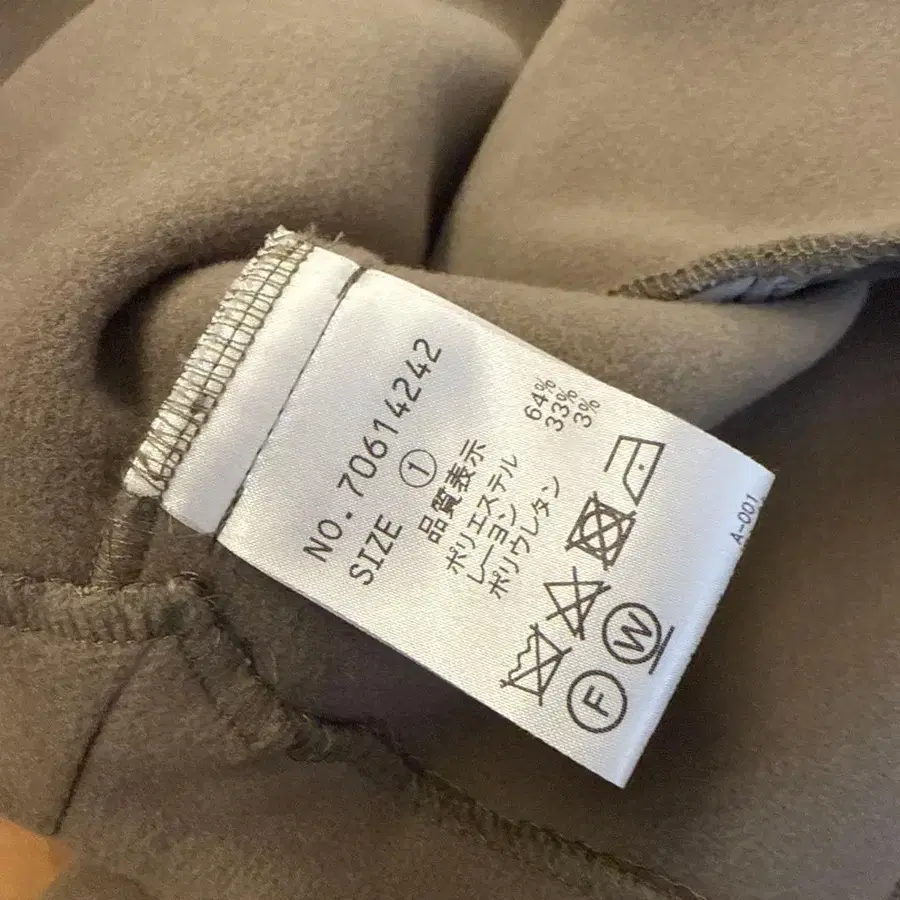 NO. 70614242
SIZE ①
品質表示
ポリエステル 64%
レーヨン 33%
ポリウレタン 3%
F W
A-001